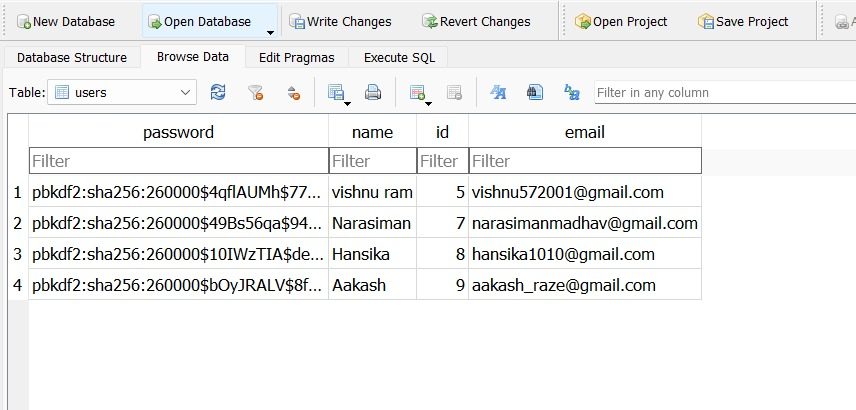 New Database Open Database Write Changes Revert Changes Open Project Save Project
Database Structure Browse Data Edit Pragmas Execute SQL
Table: users Filter in any column
password name id email
Filter Filter Filter Filter
1 pbkdf2:sha256:260000$4qflAUMh$77... vishnu ram 5 vishnu572001@gmail.com
2 pbkdf2:sha256:260000$49Bs56qa$94... Narasiman 7 narasimanmadhav@gmail.com
3 pbkdf2:sha256:260000$10IWzTIA$de... Hansika 8 hansika1010@gmail.com
4 pbkdf2:sha256:260000$bOyJRALV$8f... Aakash 9 aakash_raze@gmail.com